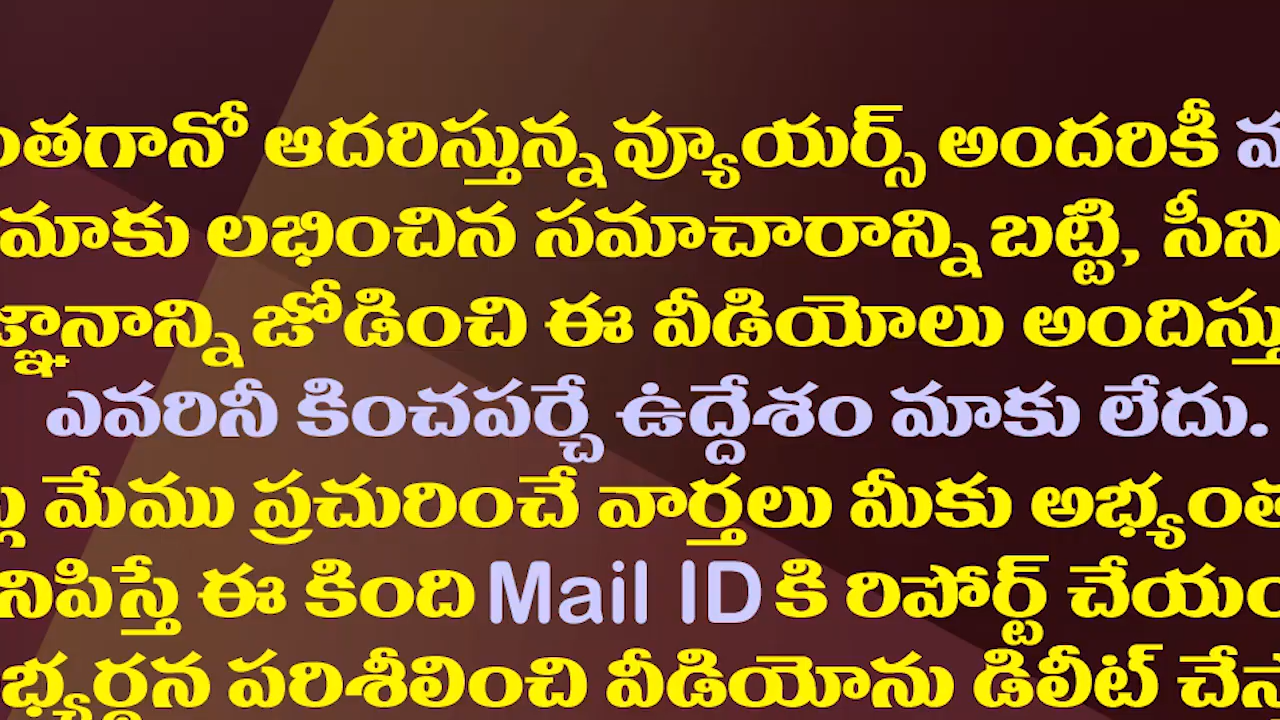 ంతగానో ఆదరిస్తున్న వ్యూయర్స్ అందరికీ
మాకు లభించిన సమాచారాన్ని బట్టి, సీని
జ్ఞానాన్ని జోడించి ఈ వీడియోలు అందిస్తు
ఎవరినీ కించపర్చే ఉద్దేశం మాకు లేదు.
మేము ప్రచురించే వార్తలు మీకు అభ్యంత
నిపిస్తే ఈ కింది Mail ID కి రిపోర్ట్ చేయం
భ్యర్థన పరిశీలించి వీడియోను డిలీట్ చేస